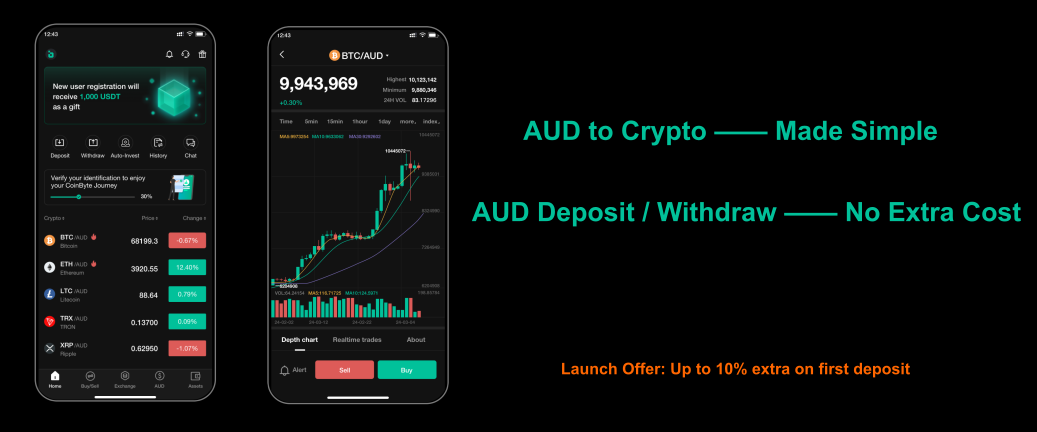 12:43
New user registration will
receive 1,000 USDT
as a gift
Deposit Withdraw Auto-Invest History Chat
Verify your identification to enjoy
your CoinByte Journey
30%
Crypto Price Change
BTC/AUD
Bitcoin
68199.3
-0.67%
ETH/AUD
Ethereum
3920.55
12.40%
LTC/AUD
Litecoin
88.64
0.79%
TRX/AUD
TRON
0.13700
0.09%
XRP/AUD
Ripple
0.62950
-1.07%
Home Buy/Sell Exchange AUD Assets
12:43
BTC/AUD
9,943,969
+0.30%
Highest 10,123,142
Minimum 9,880,346
24H VOL 83.17296
Time 5min 15min 1hour 1day more. index.
10445072
10445072
Depth chart Realtime trades About
Alert Sell Buy
AUD to Crypto —— Made Simple
AUD Deposit / Withdraw —— No Extra Cost
Launch Offer: Up to 10% extra on first deposit